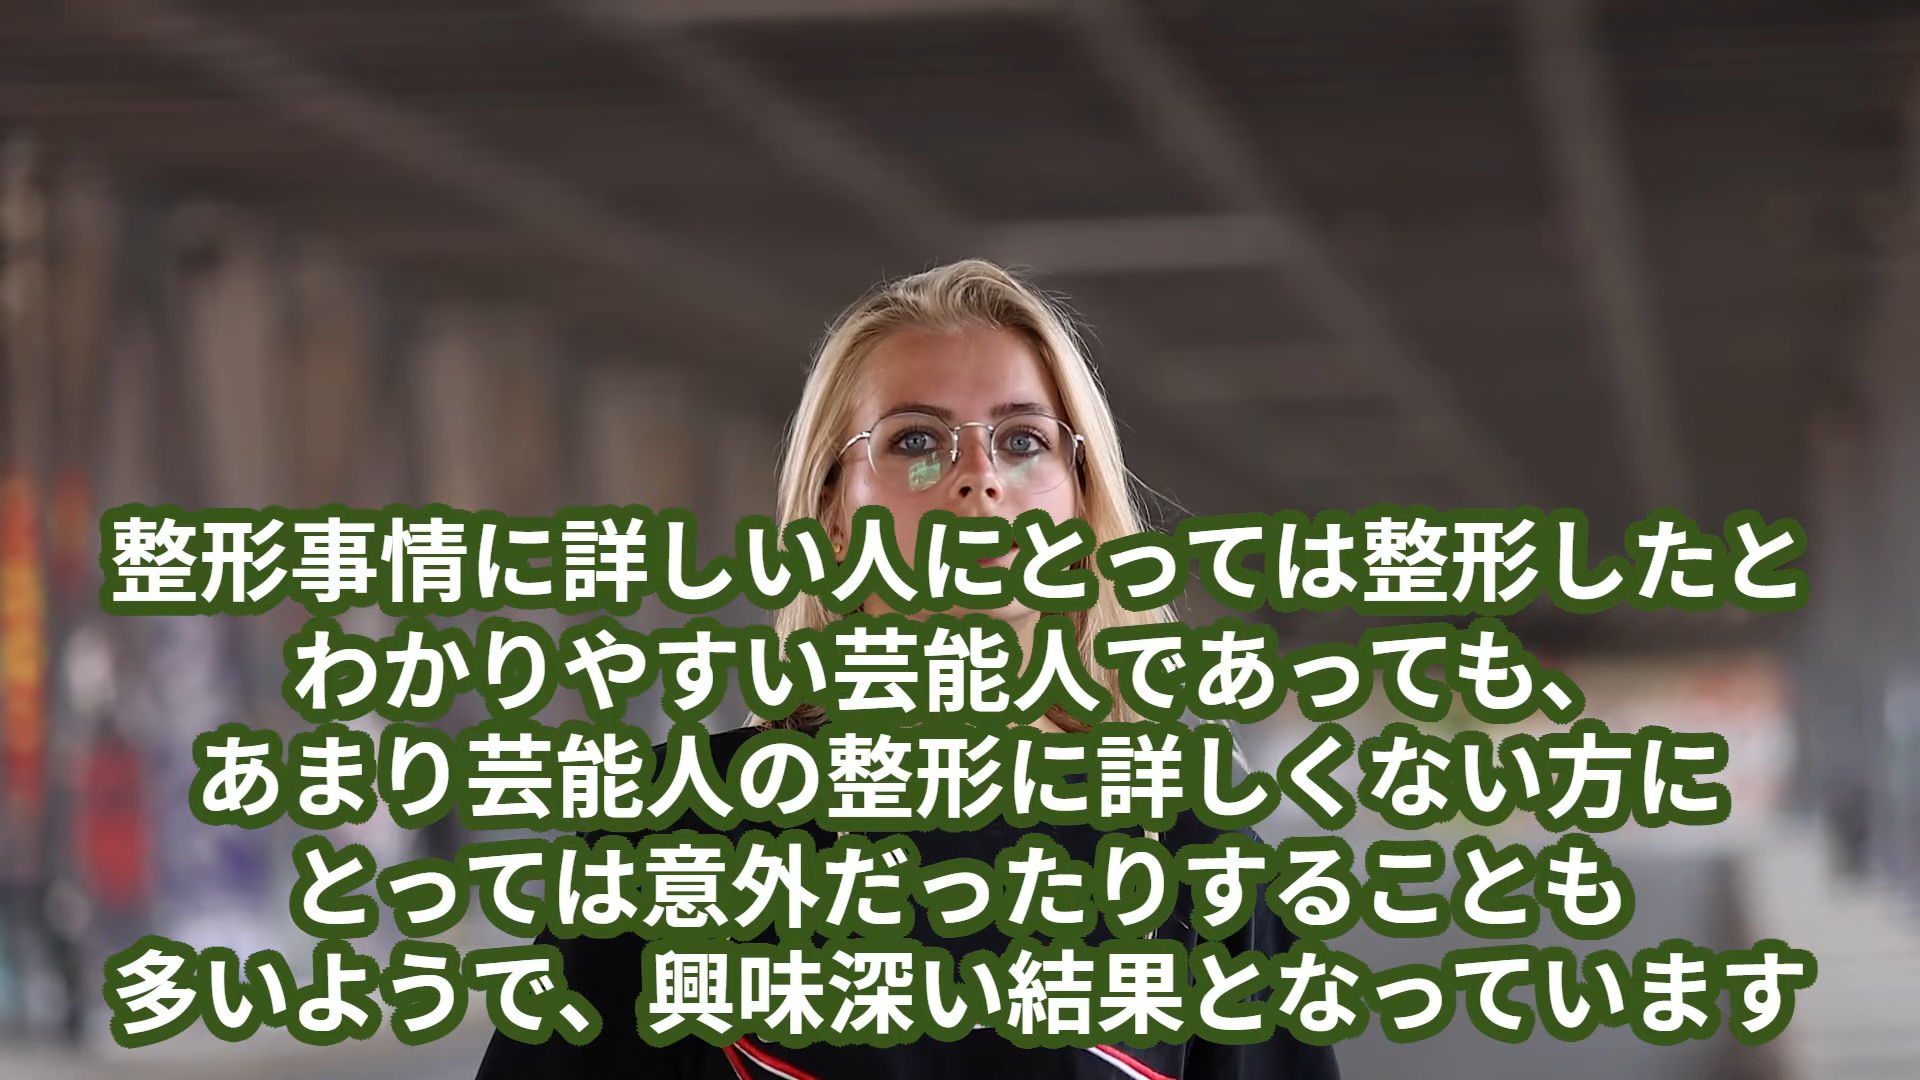 整形事情に詳しい人にとっては整形したと
わかりやすい芸能人であっても、
あまり芸能人の整形に詳しくない方に
とっては意外だったりすることも
多いようで、興味深い結果となっています